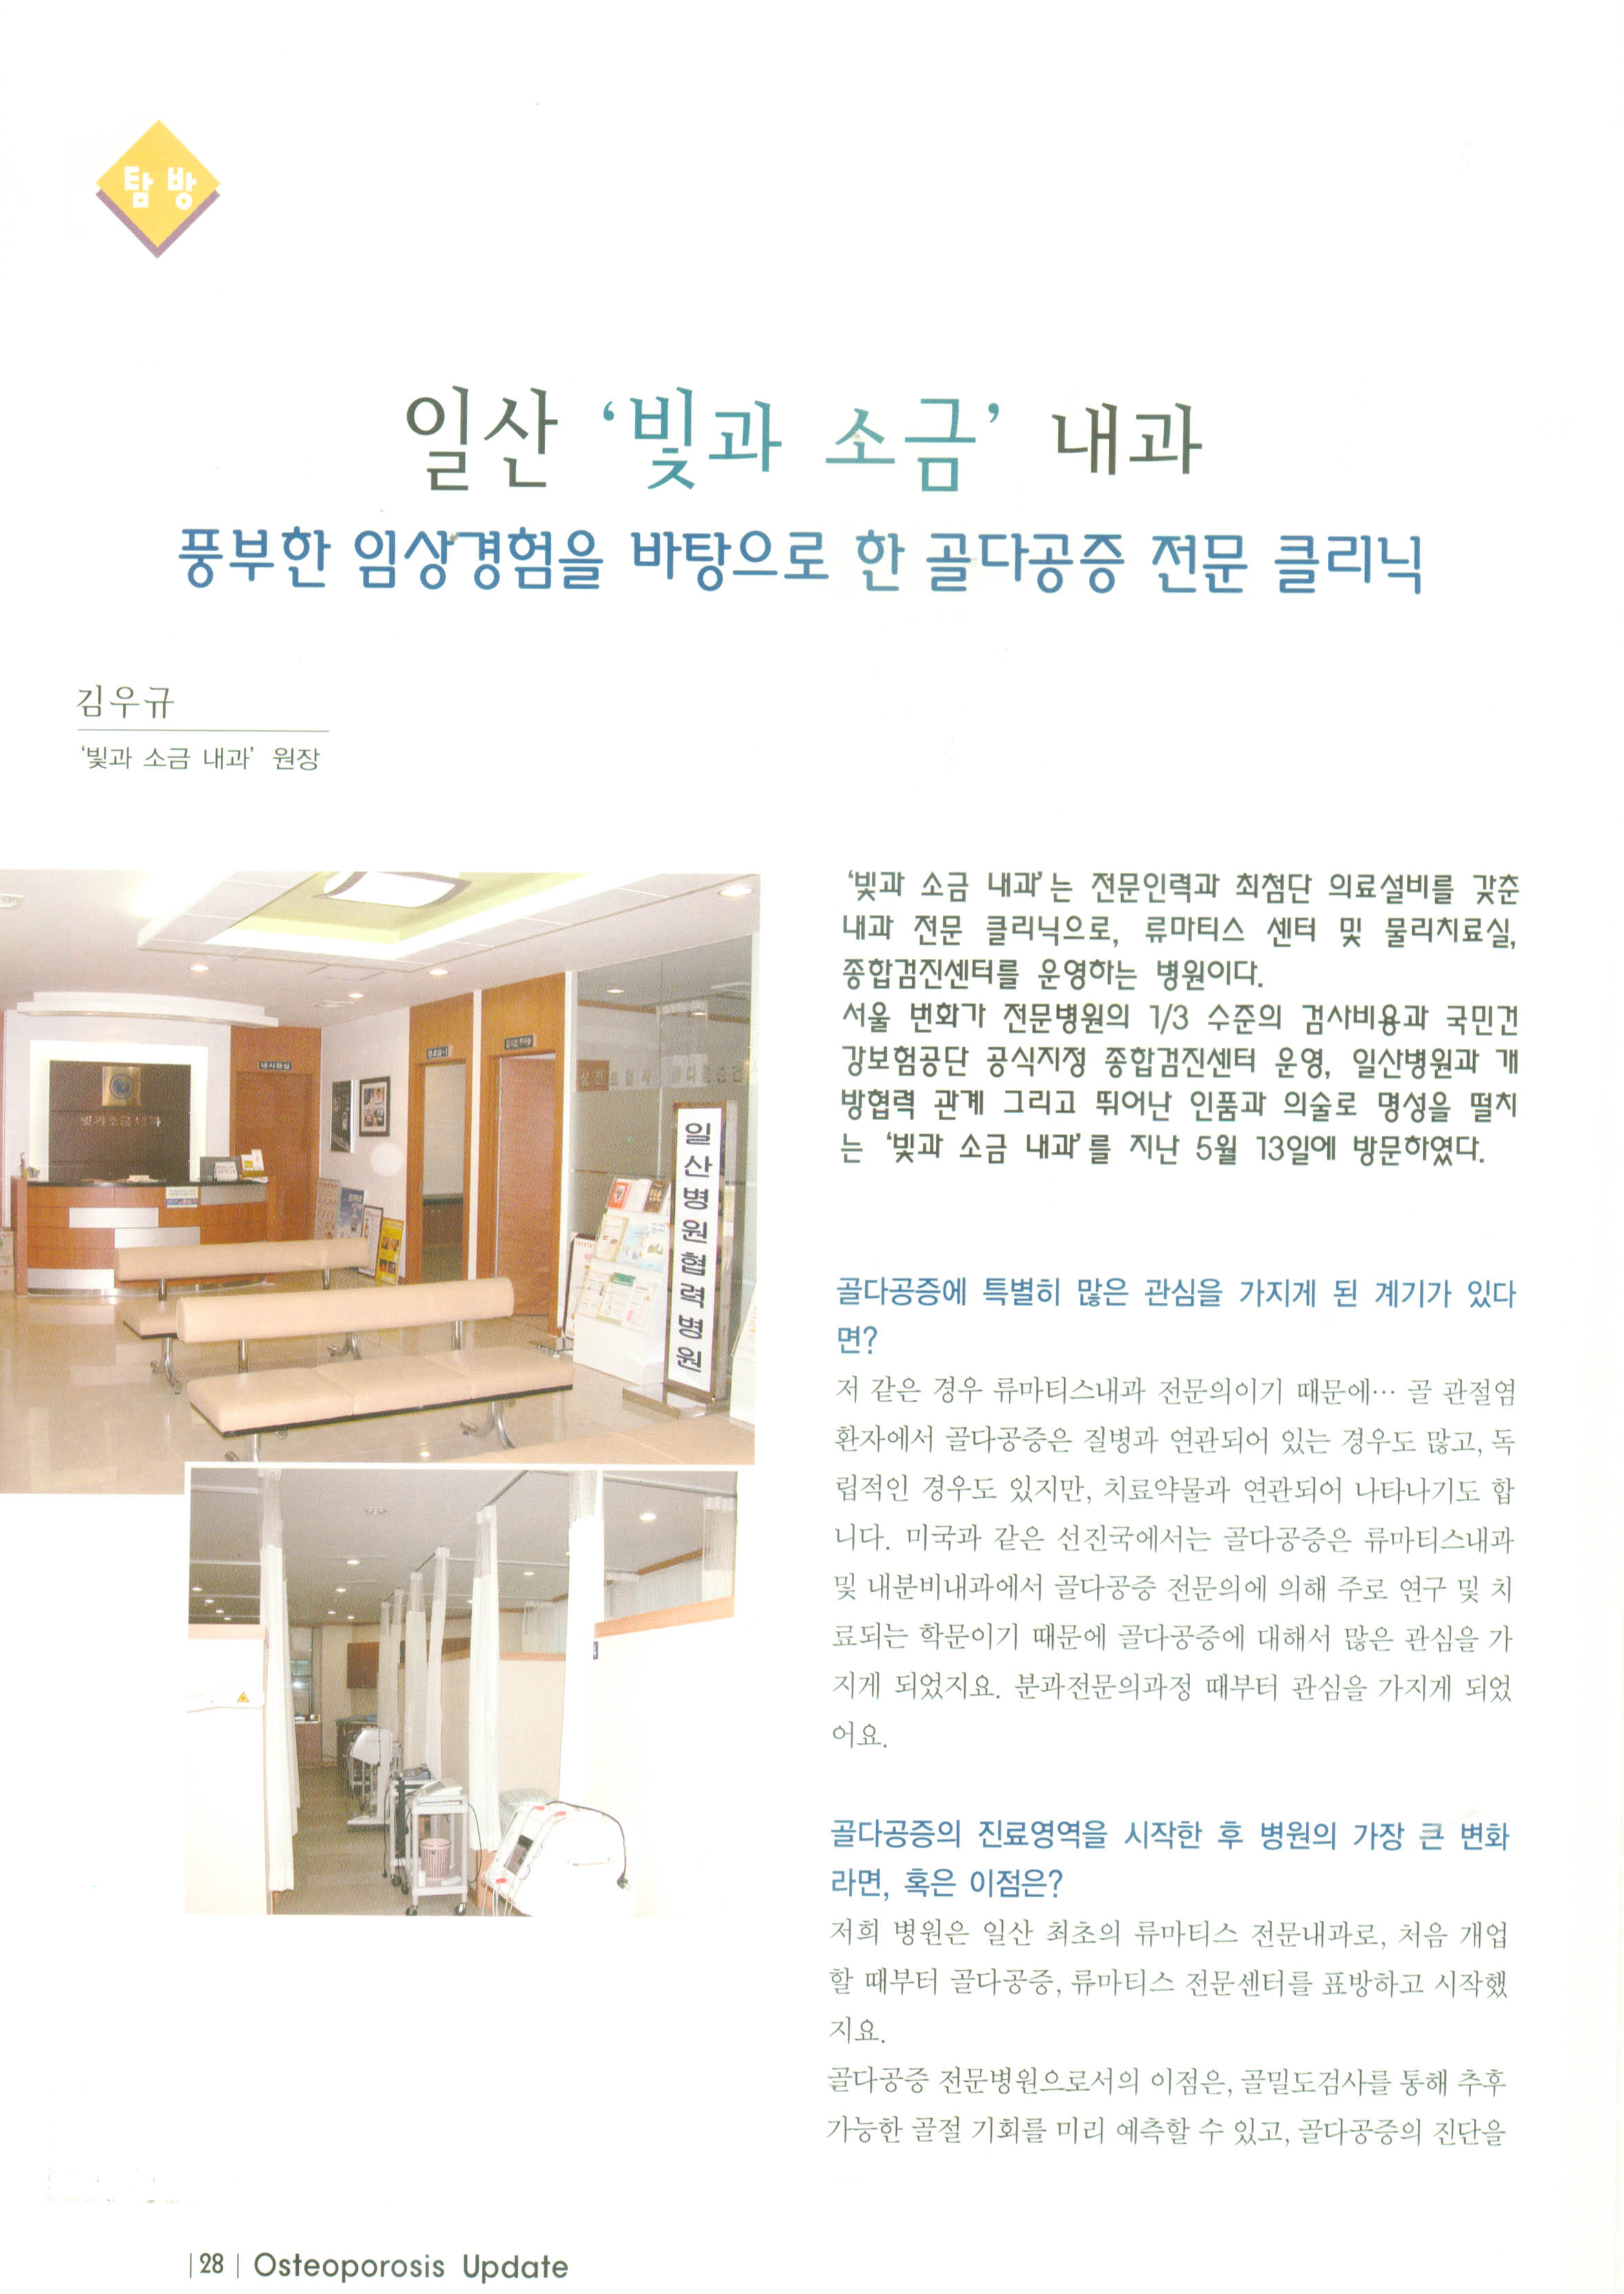 탐방
일산 ‘빛과 소금’ 내과
풍부한 임상경험을 바탕으로 한 골다공증 전문 클리닉
김우규
‘빛과 소금 내과’ 원장
‘빛과 소금 내과’는 전문인력과 최첨단 의료설비를 갖춘
내과 전문 클리닉으로, 류마티스 센터 및 물리치료실,
종합검진센터를 운영하는 병원이다.
서울 번화가 전문병원의 1/3 수준의 검사비용과 국민건
강보험공단 공식지정 종합검진센터 운영, 일산병원과 개
방협력 관계 그리고 뛰어난 인품과 의술로 명성을 떨치
는 ‘빛과 소금 내과’를 지난 5월 13일에 방문하였다.
내시경실
빛과소금내과
일산병원협력병원
골다공증에 특별히 많은 관심을 가지게 된 계기가 있다
면?
저 같은 경우 류마티스내과 전문의이기 때문에… 골 관절염
환자에서 골다공증은 질병과 연관되어 있는 경우도 많고, 독
립적인 경우도 있지만, 치료약물과 연관되어 나타나기도 합
니다. 미국과 같은 선진국에서는 골다공증은 류마티스내과
및 내분비내과에서 골다공증 전문의에 의해 주로 연구 및 치
료되는 학문이기 때문에 골다공증에 대해서 많은 관심을 가
지게 되었지요. 분과전문의과정 때부터 관심을 가지게 되었
어요.
골다공증의 진료영역을 시작한 후 병원의 가장 큰 변화
라면, 혹은 이점은?
저희 병원은 일산 최초의 류마티스 전문내과로, 처음 개업
할 때부터 골다공증, 류마티스 전문센터를 표방하고 시작했
지요.
골다공증 전문병원으로서의 이점은, 골밀도검사를 통해 추후
가능한 골절 기회를 미리 예측할 수 있고, 골다공증의 진단을
|28| Osteoporosis Update